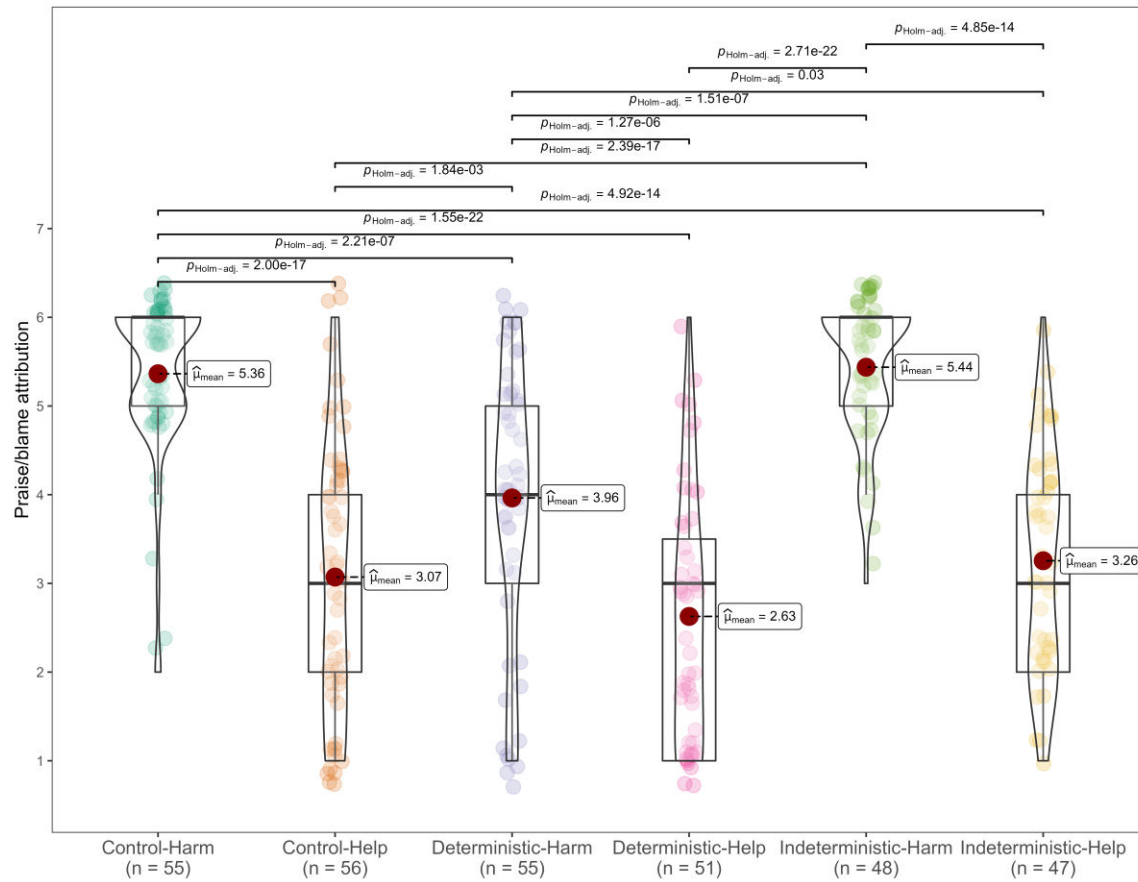 pHolm−adj. = 4.85e-14
pHolm−adj. = 2.71e-22
pHolm−adj. = 0.03
pHolm−adj. = 1.51e-07
pHolm−adj. = 1.27e-06
pHolm−adj. = 2.39e-17
pHolm−adj. = 1.84e-03
pHolm−adj. = 4.92e-14
pHolm−adj. = 1.55e-22
pHolm−adj. = 2.21e-07
pHolm−adj. = 2.00e-17
Praise/blame attribution
7
6
5
4
3
2
1
μ̂mean = 5.36
μ̂mean = 3.07
μ̂mean = 3.96
μ̂mean = 2.63
μ̂mean = 5.44
μ̂mean = 3.26
Control-Harm
(n = 55)
Control-Help
(n = 56)
Deterministic-Harm
(n = 55)
Deterministic-Help
(n = 51)
Indeterministic-Harm
(n = 48)
Indeterministic-Help
(n = 47)